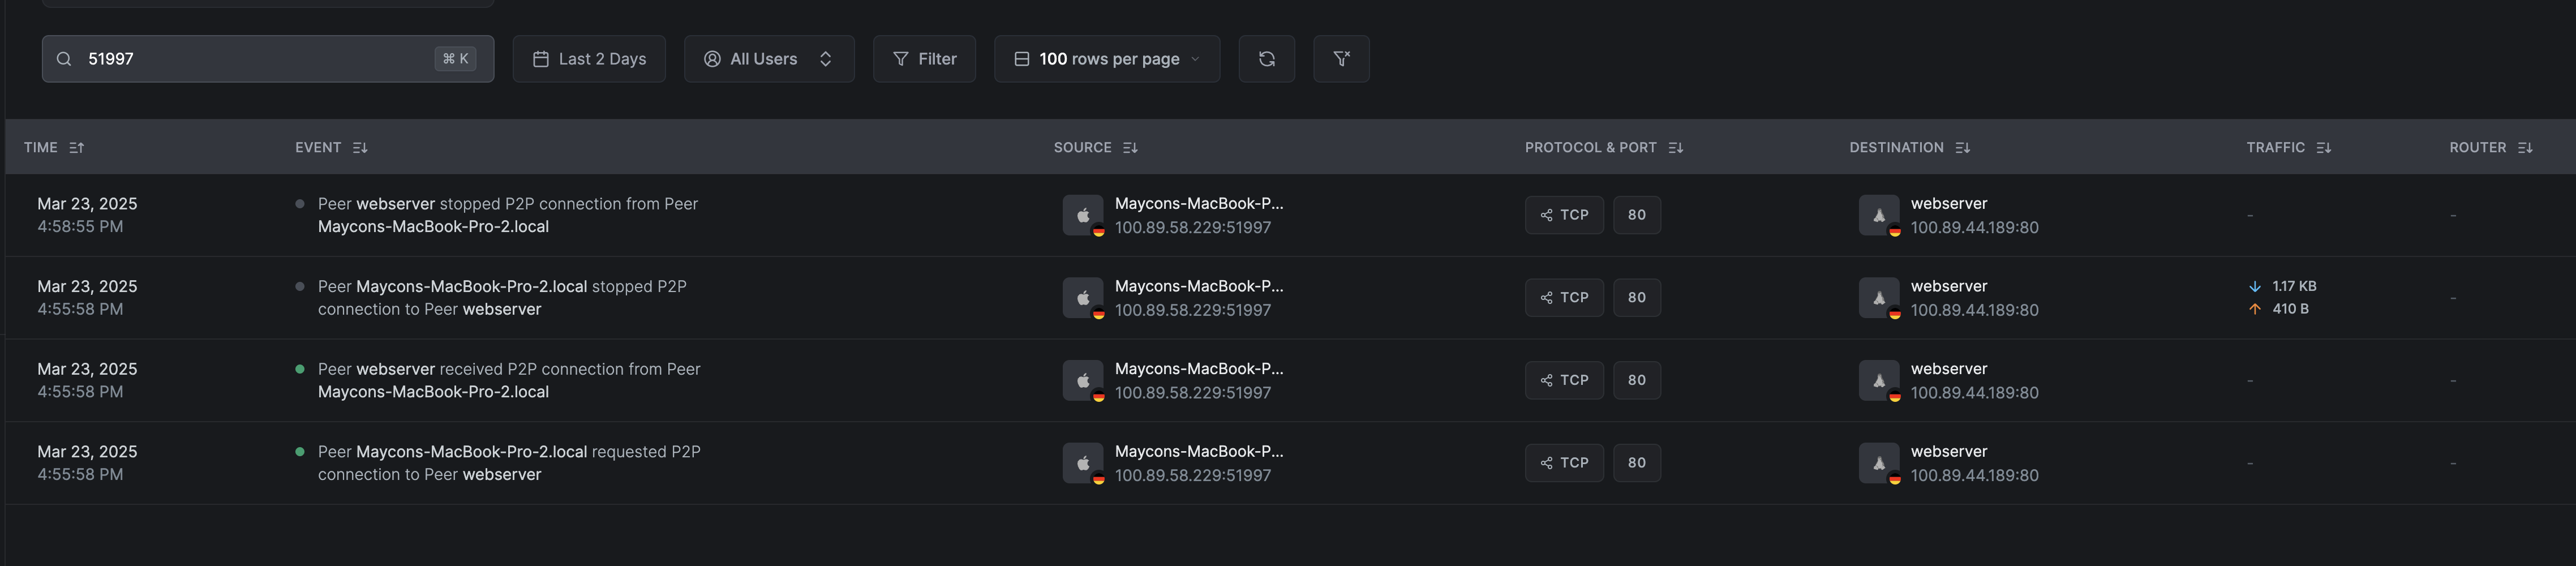 51997 ⌘ K Last 2 Days All Users Filter 100 rows per page
TIME EVENT SOURCE PROTOCOL & PORT DESTINATION TRAFFIC ROUTER
Mar 23, 2025
4:58:55 PM
Peer webserver stopped P2P connection from Peer
Maycons-MacBook-Pro-2.local
Maycons-MacBook-P...
100.89.58.229:51997
TCP 80
webserver
100.89.44.189:80
-
-
Mar 23, 2025
4:55:58 PM
Peer Maycons-MacBook-Pro-2.local stopped P2P
connection to Peer webserver
Maycons-MacBook-P...
100.89.58.229:51997
TCP 80
webserver
100.89.44.189:80
↓ 1.17 KB
↑ 410 B
-
Mar 23, 2025
4:55:58 PM
Peer webserver received P2P connection from Peer
Maycons-MacBook-Pro-2.local
Maycons-MacBook-P...
100.89.58.229:51997
TCP 80
webserver
100.89.44.189:80
-
-
Mar 23, 2025
4:55:58 PM
Peer Maycons-MacBook-Pro-2.local requested P2P
connection to Peer webserver
Maycons-MacBook-P...
100.89.58.229:51997
TCP 80
webserver
100.89.44.189:80
-
-